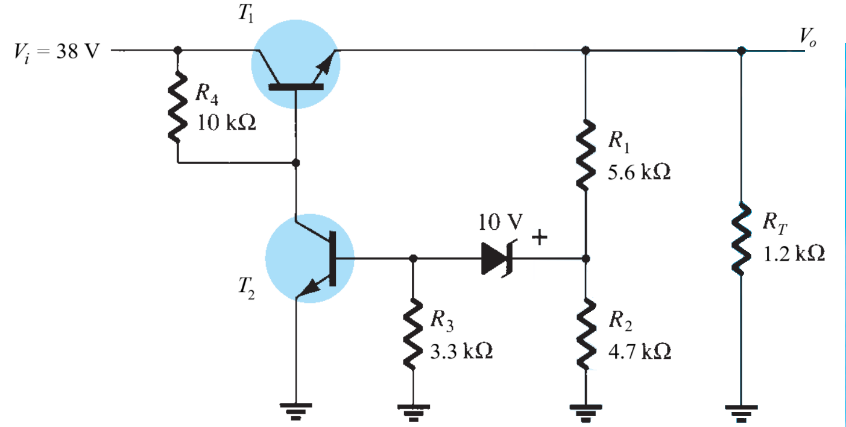 T₁
Vᵢ = 38 V
Vₒ
R₄
10 kΩ
R₁
5.6 kΩ
10 V
+
R_T
1.2 kΩ
T₂
R₃
3.3 kΩ
R₂
4.7 kΩ